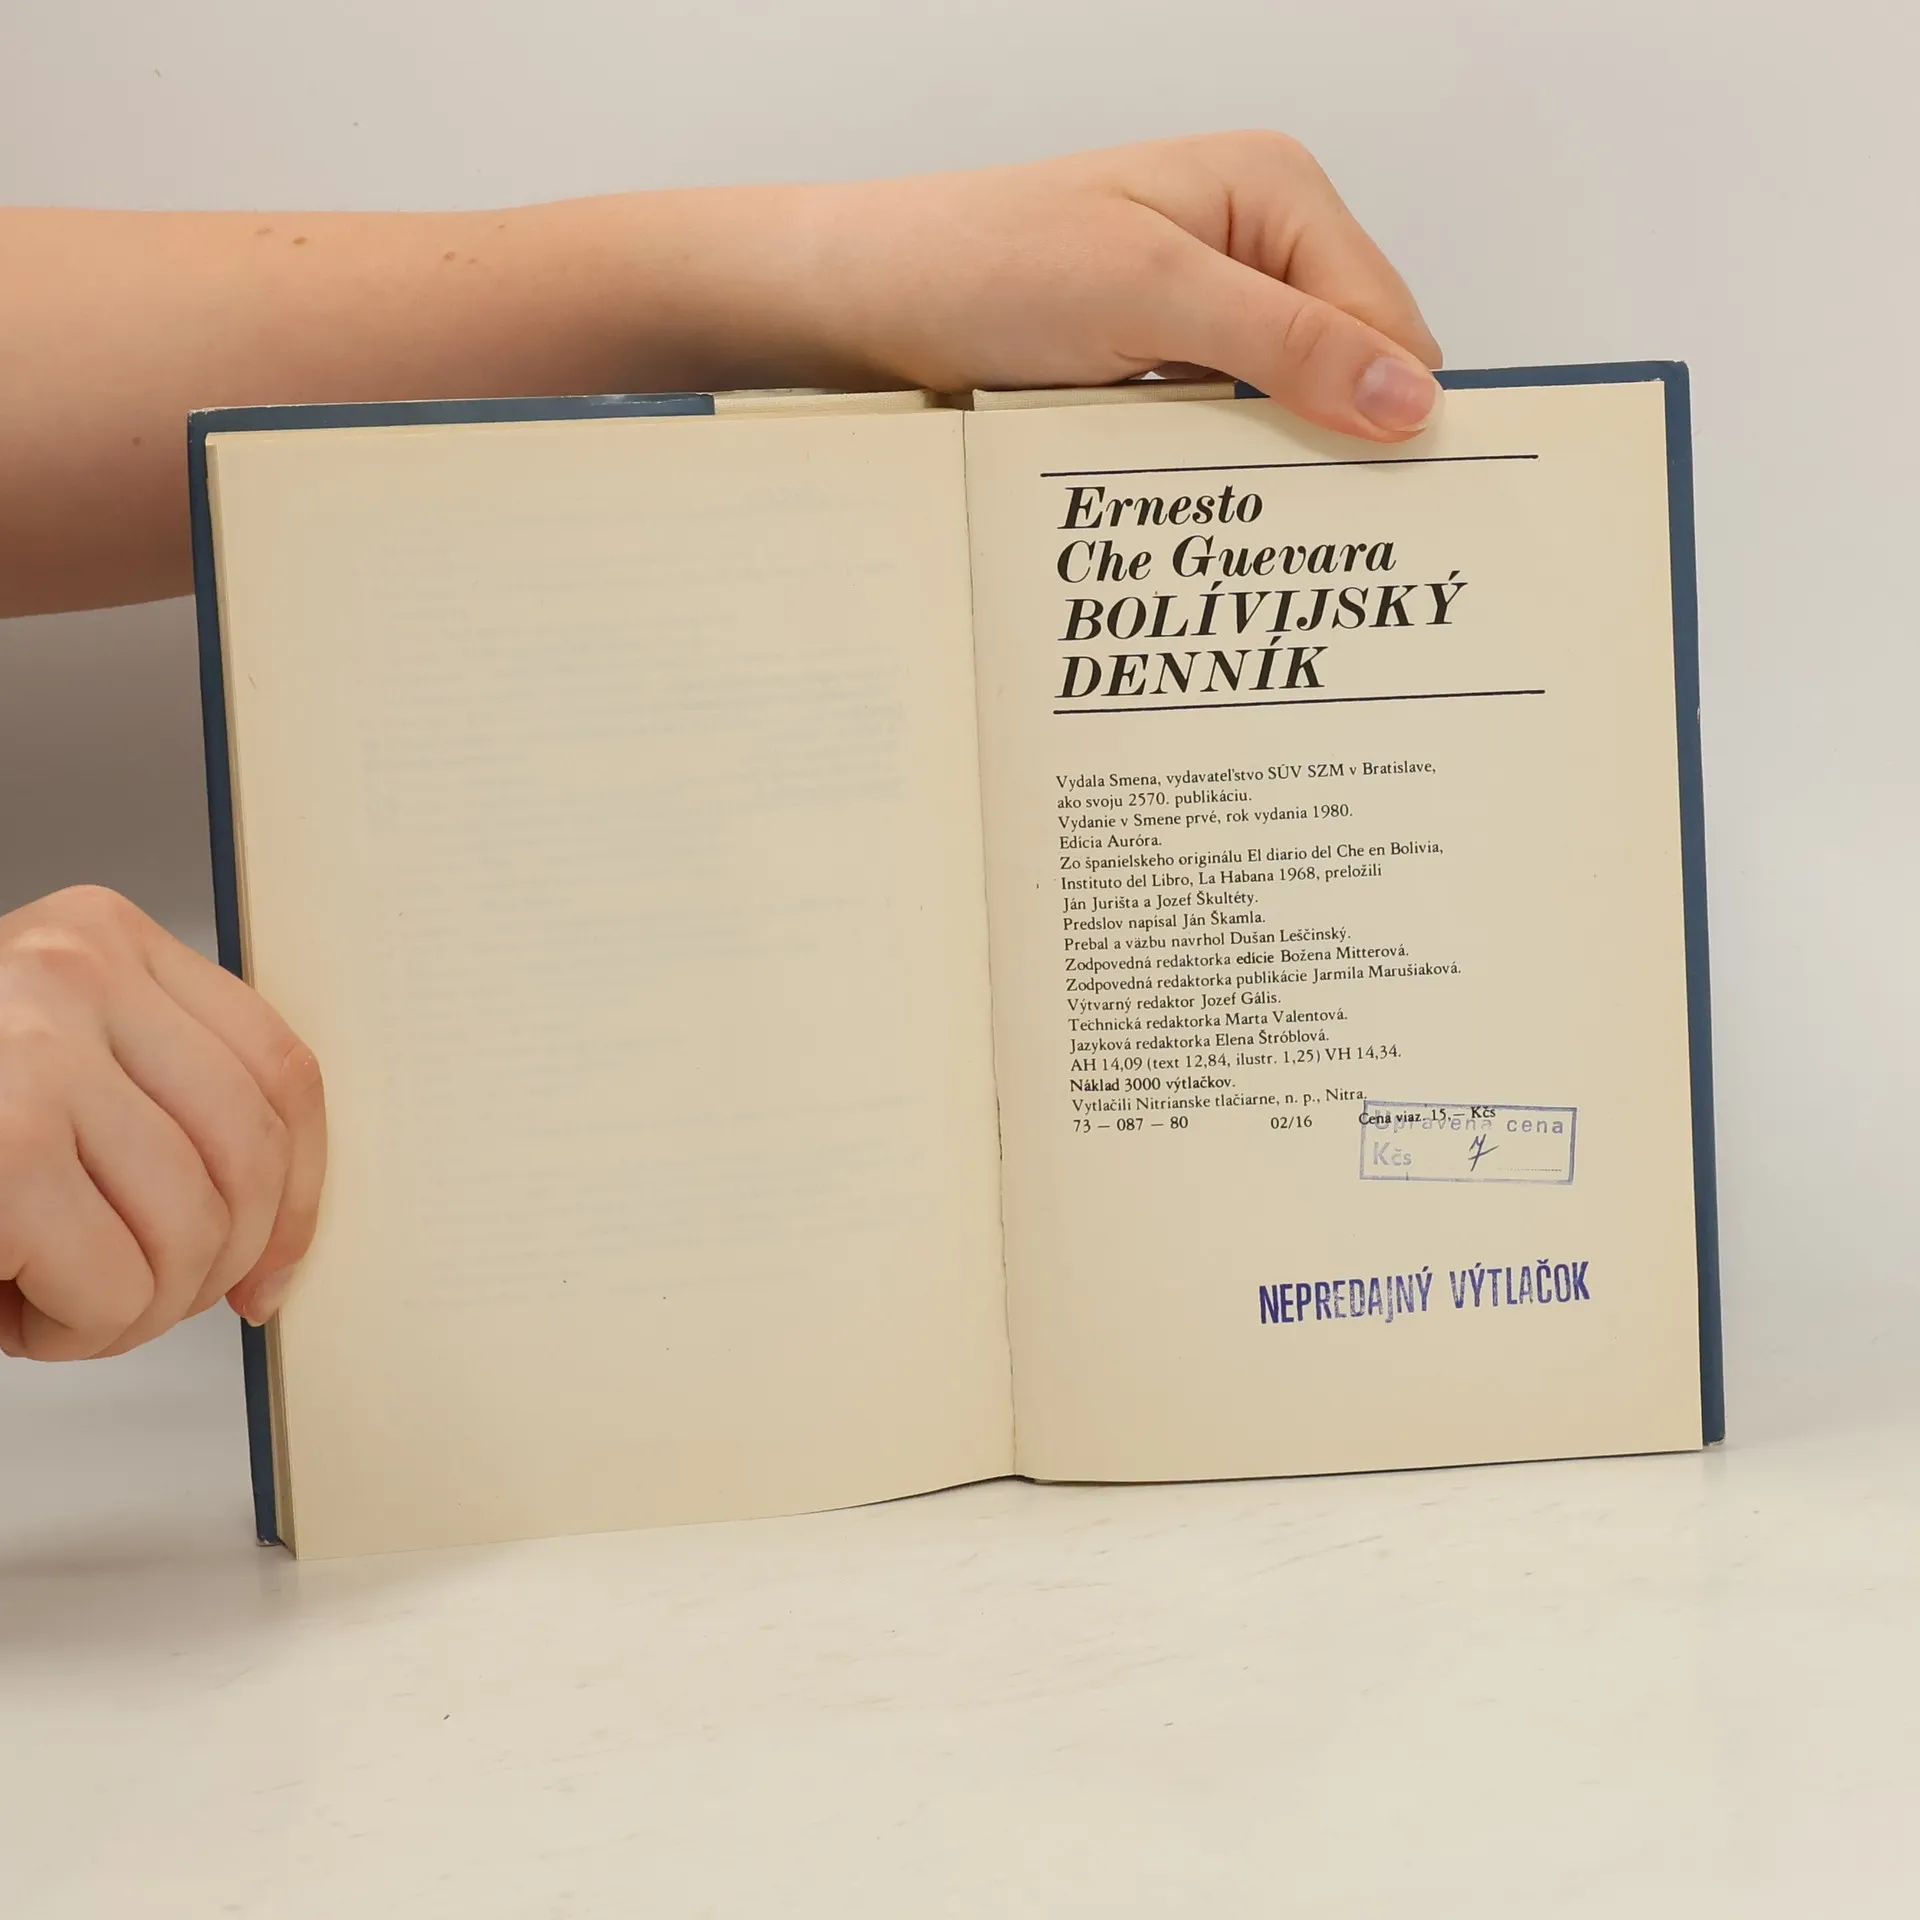 Ernesto
Che Guevara
BOLÍVIJSKÝ
DENNÍK
Vydala Smena, vydavateľstvo SÚV SZM v Bratislave,
ako svoju 2570. publikáciu.
Vydanie v Smene prvé, rok vydania 1980.
Edícia Auróra.
Zo španielskeho originálu El diario del Che en Bolivia,
Instituto del Libro, La Habana 1968, preložili
Ján Jurišta a Jozef Škultéty.
Predslov napísal Ján Škamla.
Prebal a väzbu navrhol Dušan Leščinský.
Zodpovedná redaktorka edície Božena Mitterová.
Zodpovedná redaktorka publikácie Jarmila Marušiaková.
Výtvarný redaktor Jozef Gális.
Technická redaktorka Marta Valentová.
Jazyková redaktorka Elena Štróblová.
AH 14,09 (text 12,84, ilustr. 1,25) VH 14,34.
Náklad 3000 výtlačkov.
Vytlačili Nitrianske tlačiarne, n. p., Nitra.
73 — 087 — 80 02/16 Cena viaz. 15,— Kčs
Upravená cena
Kčs 7
NEPREDAJNÝ VÝTLAČOK